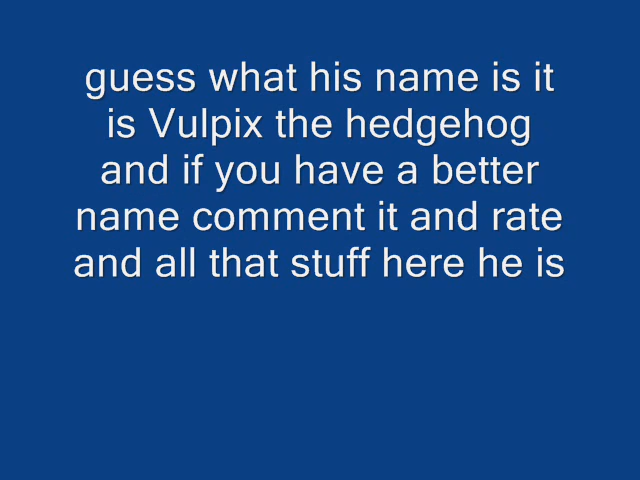 guess what his name is it
is Vulpix the hedgehog
and if you have a better
name comment it and rate
and all that stuff here he is